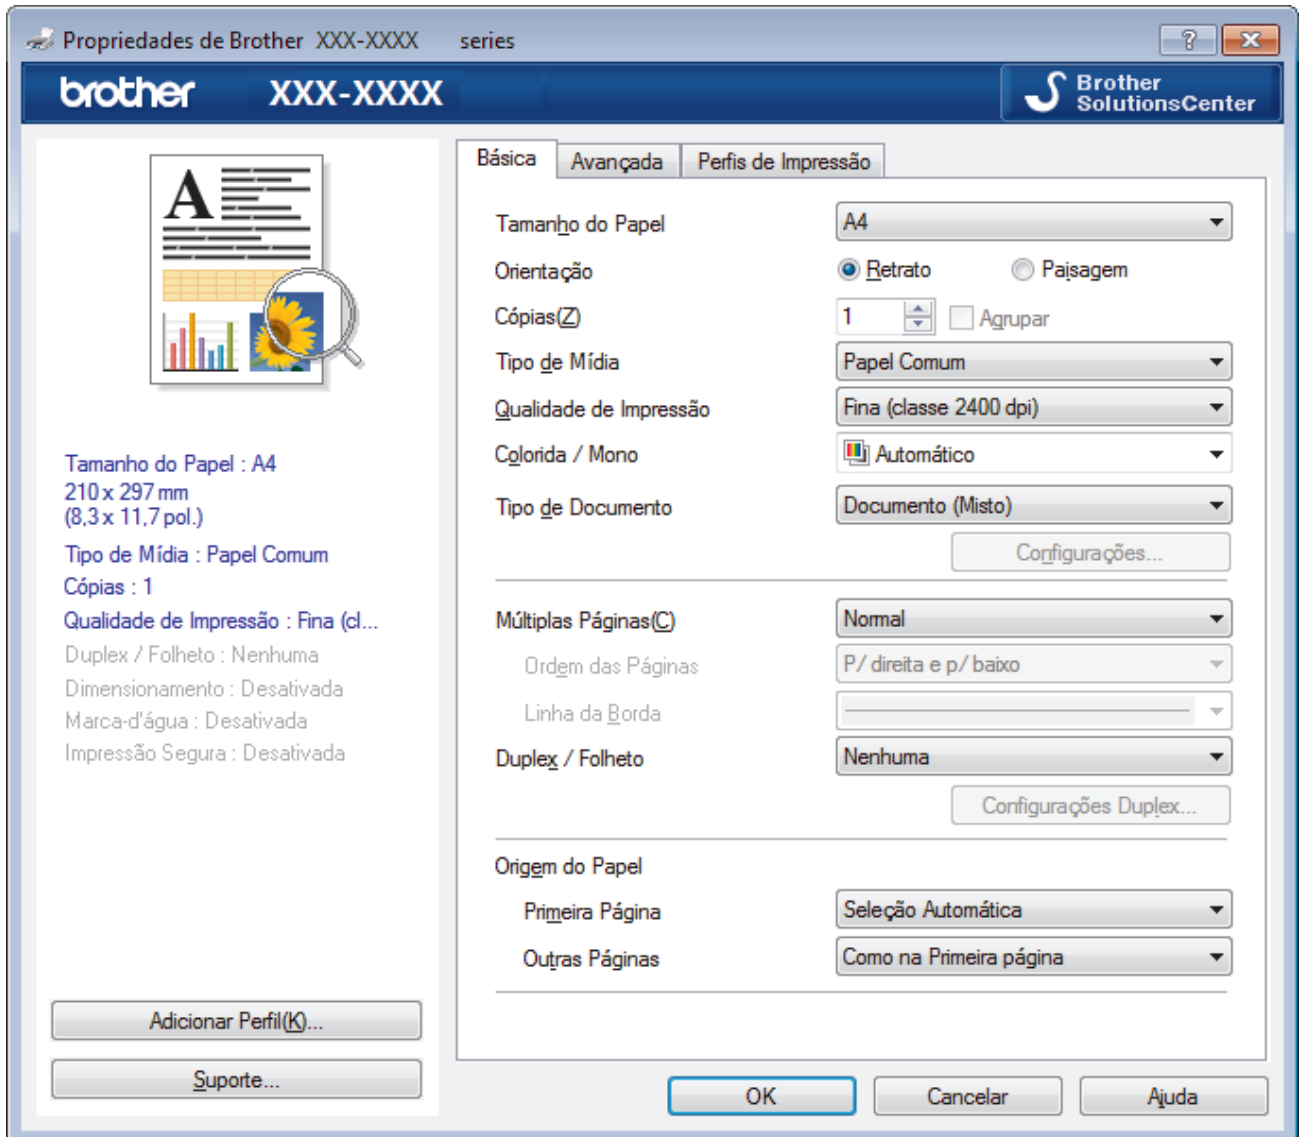 Propriedades de Brother XXX-XXXX series
brother XXX-XXXX
Brother
SolutionsCenter
A
Tamanho do Papel : A4
210 x 297 mm
(8,3 x 11,7 pol.)
Tipo de Mídia : Papel Comum
Cópias : 1
Qualidade de Impressão : Fina (cl...
Duplex / Folheto : Nenhuma
Dimensionamento : Desativada
Marca-d'água : Desativada
Impressão Segura : Desativada
Adicionar Perfil(K)...
Suporte...
Básica Avançada Perfis de Impressão
Tamanho do Papel A4
Orientação Retrato Paisagem
Cópias(Z) 1 Agrupar
Tipo de Mídia Papel Comum
Qualidade de Impressão Fina (classe 2400 dpi)
Colorida / Mono Automático
Tipo de Documento Documento (Misto)
Configurações...
Múltiplas Páginas(C) Normal
Ordem das Páginas P/ direita e p/ baixo
Linha da Borda
Duplex / Folheto Nenhuma
Configurações Duplex...
Origem do Papel
Primeira Página Seleção Automática
Outras Páginas Como na Primeira página
OK Cancelar Ajuda